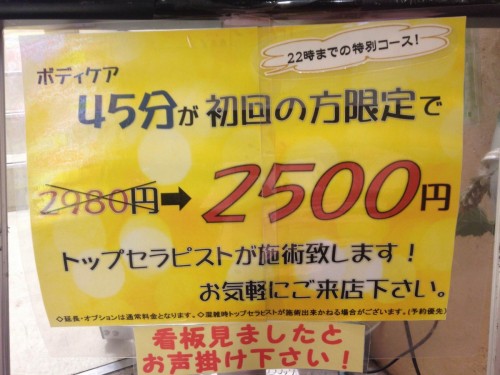 22時までの特別コース!
ボディケア
45分が初回の方限定で
2980円➡2500円
トップセラピストが施術致します!
お気軽にご来店下さい。
◇延長・オプションは通常料金となります。◇混雑時トップセラピストが施術出来かねる場合がございます。(予約優先)
看板見ましたと
お声掛け下さい!